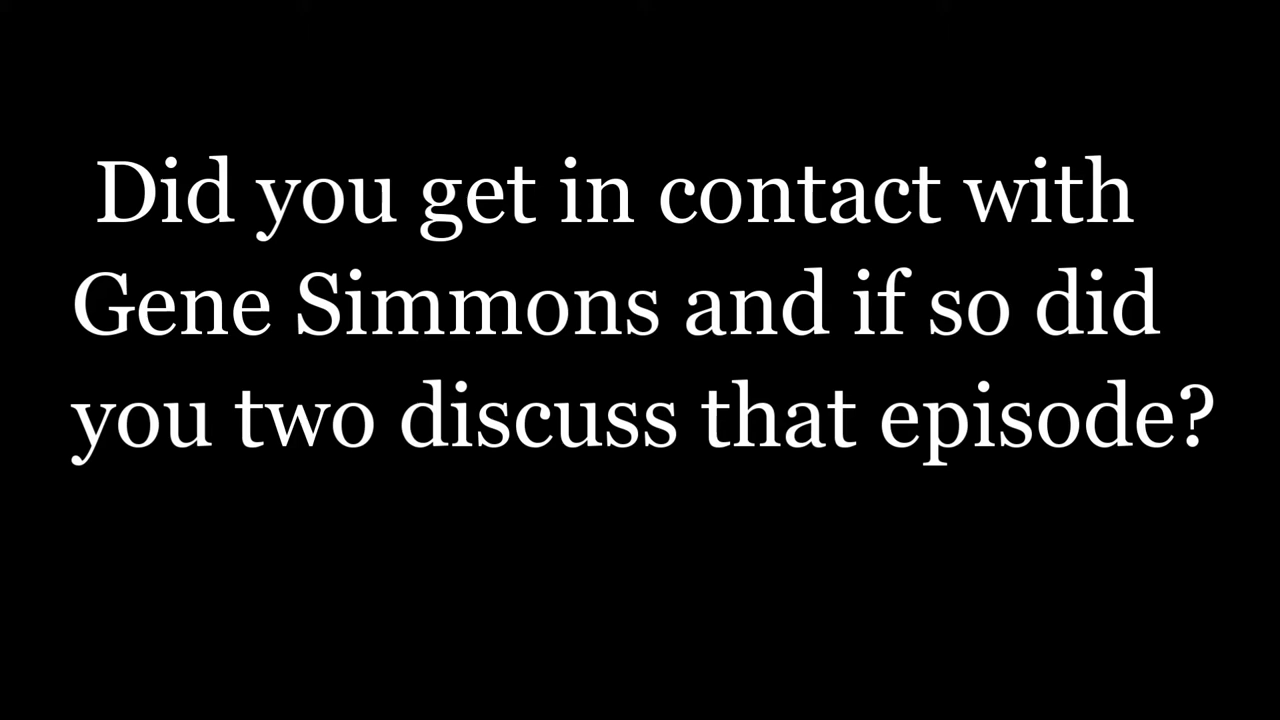 Did you get in contact with
Gene Simmons and if so did
you two discuss that episode?